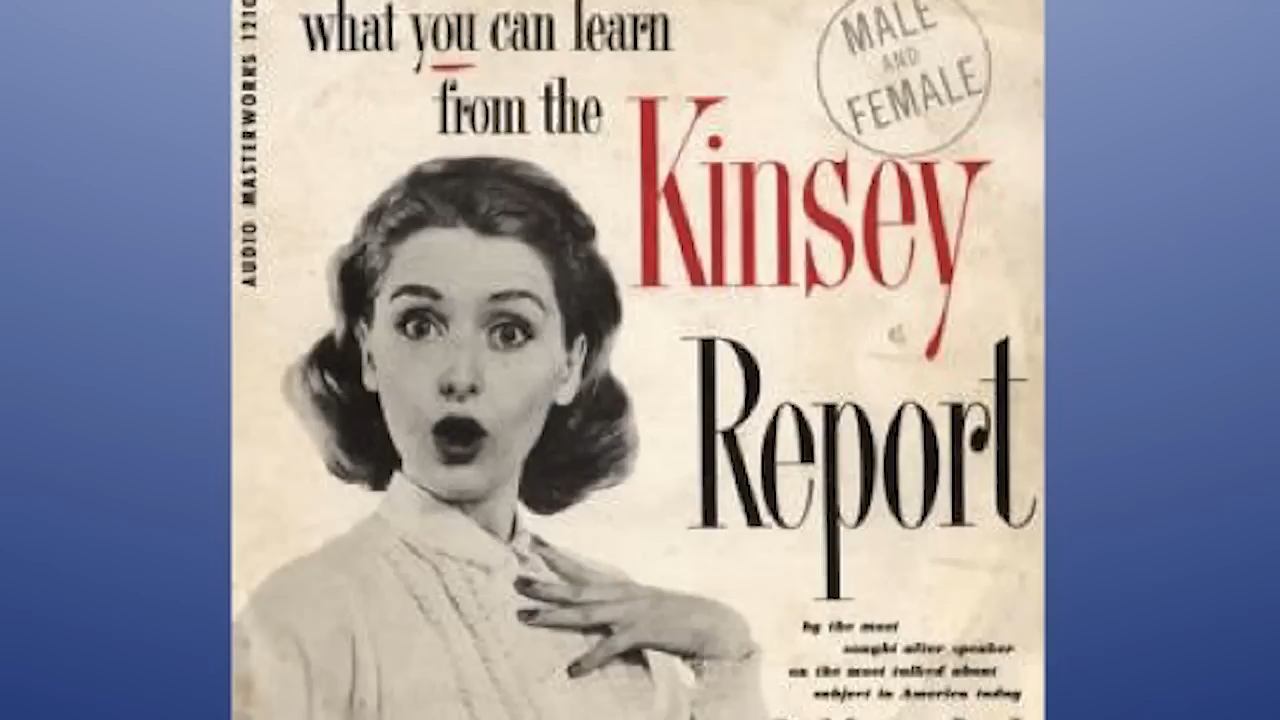 AUDIO MASTERWORKS 1210
what you can learn
from the
MALE
AND
FEMALE
Kinsey
Report
by the most
sought after speaker
on the most talked about
subject in America today